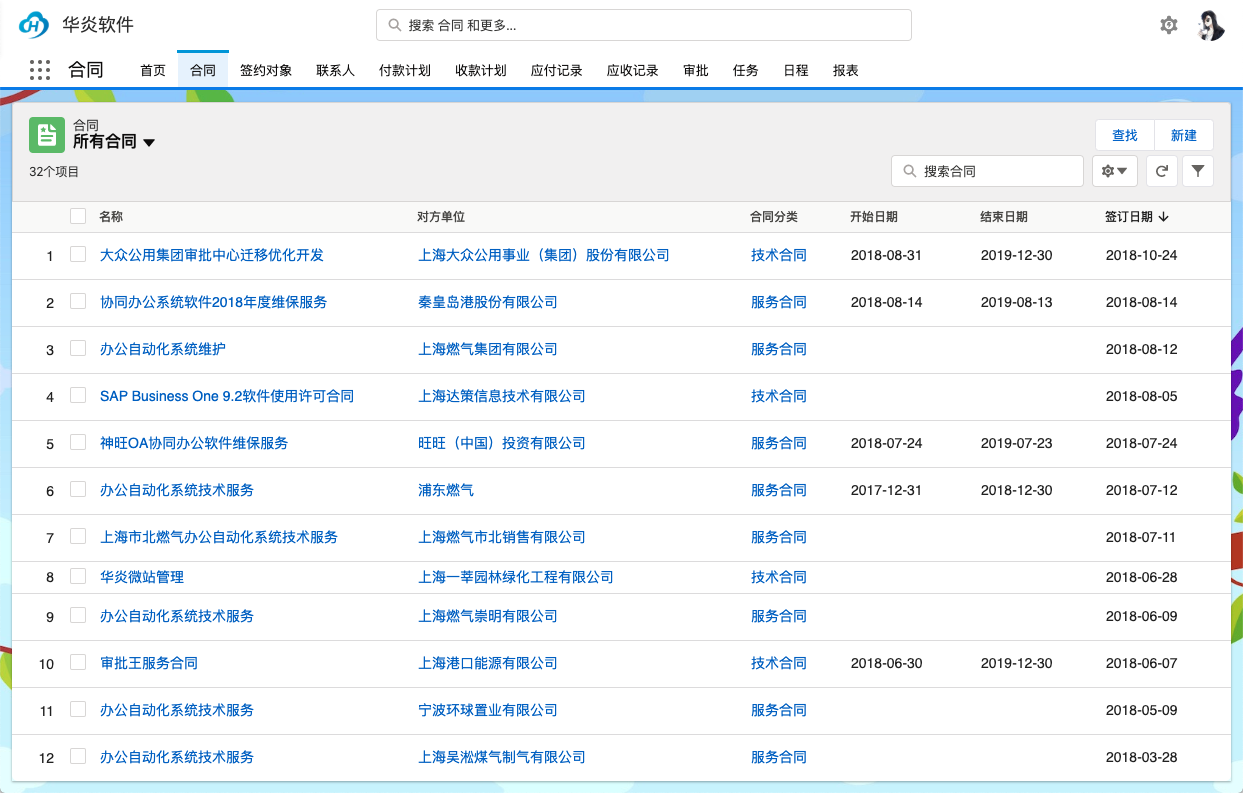 华炎软件
搜索 合同 和更多...
合同 首页 合同 签约对象 联系人 付款计划 收款计划 应付记录 应收记录 审批 任务 日程 报表
合同
所有合同
查找 新建
32个项目
搜索合同
名称 对方单位 合同分类 开始日期 结束日期 签订日期
1 大众公用集团审批中心迁移优化开发 上海大众公用事业（集团）股份有限公司 技术合同 2018-08-31 2019-12-30 2018-10-24
2 协同办公系统软件2018年度维保服务 秦皇岛港股份有限公司 服务合同 2018-08-14 2019-08-13 2018-08-14
3 办公自动化系统维护 上海燃气集团有限公司 服务合同 2018-08-12
4 SAP Business One 9.2软件使用许可合同 上海达策信息技术有限公司 技术合同 2018-08-05
5 神旺OA协同办公软件维保服务 旺旺（中国）投资有限公司 服务合同 2018-07-24 2019-07-23 2018-07-24
6 办公自动化系统技术服务 浦东燃气 服务合同 2017-12-31 2018-12-30 2018-07-12
7 上海市北燃气办公自动化系统技术服务 上海燃气市北销售有限公司 服务合同 2018-07-11
8 华炎微站管理 上海一莘园林绿化工程有限公司 技术合同 2018-06-28
9 办公自动化系统技术服务 上海燃气崇明有限公司 服务合同 2018-06-09
10 审批王服务合同 上海港口能源有限公司 技术合同 2018-06-30 2019-12-30 2018-06-07
11 办公自动化系统技术服务 宁波环球置业有限公司 服务合同 2018-05-09
12 办公自动化系统技术服务 上海吴淞煤气制气有限公司 服务合同 2018-03-28